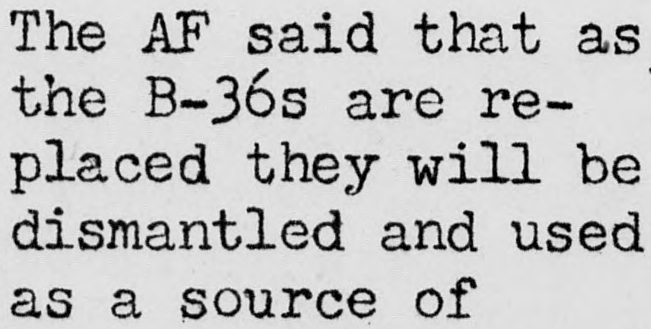 The AF said that as
the B-36s are re-
placed they will be
dismantled and used
as a source of